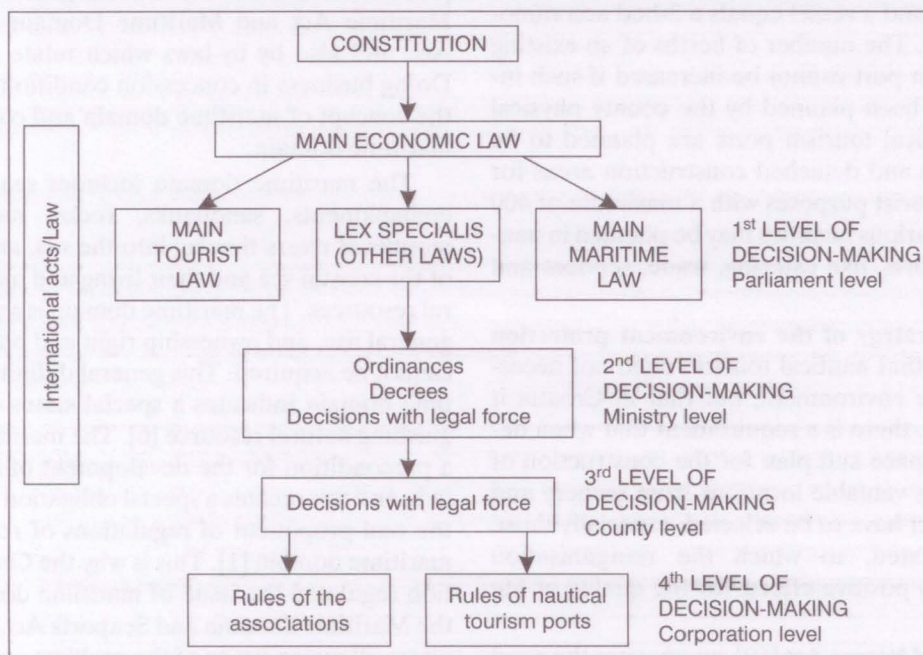 CONSTITUTION
MAIN ECONOMIC LAW
International acts/Law
MAIN
TOURIST
LAW
LEX SPECIALIS
(OTHER LAWS)
MAIN
MARITIME
LAW
1st LEVEL OF
DECISION-MAKING
Parliament level
Ordinances
Decrees
Decisions with legal force
2nd LEVEL OF
DECISION-MAKING
Ministry level
Decisions with legal force
3rd LEVEL OF
DECISION-MAKING
County level
Rules of the
associations
Rules of nautical
tourism ports
4th LEVEL OF
DECISION-MAKING
Corporation level